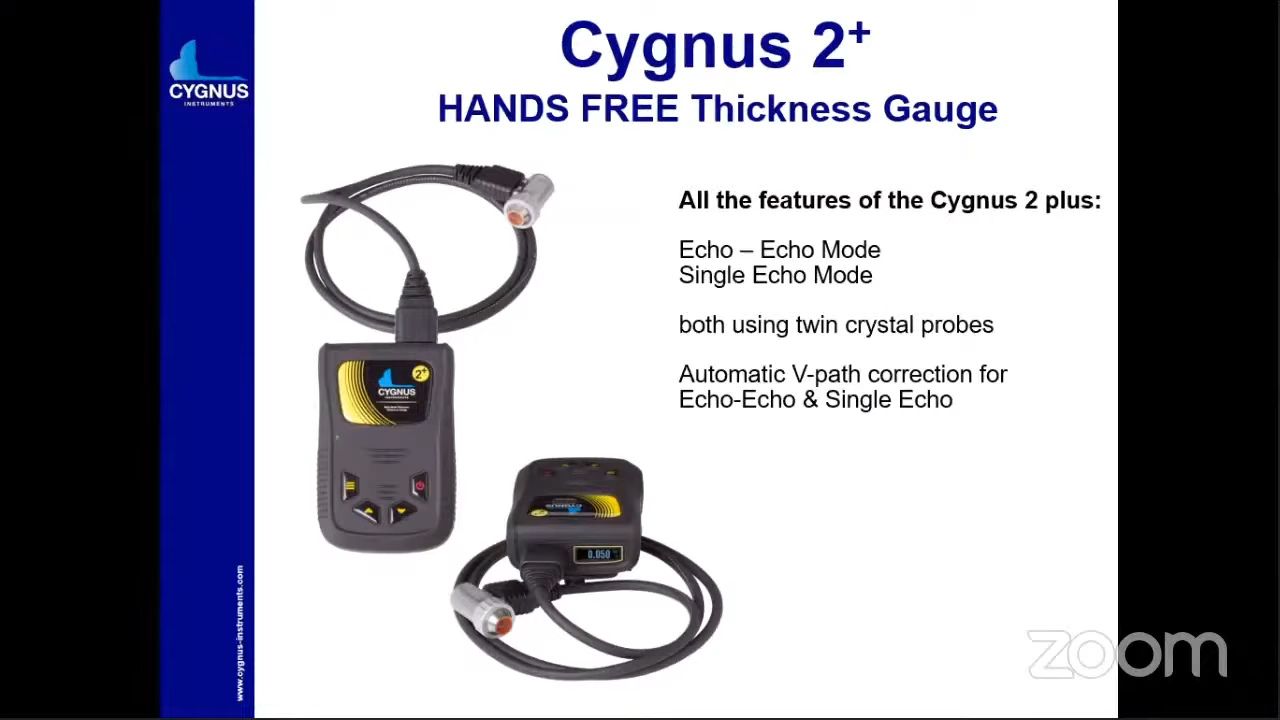 CYGNUS
INSTRUMENTS
Cygnus 2+
HANDS FREE Thickness Gauge
All the features of the Cygnus 2 plus:
Echo – Echo Mode
Single Echo Mode
both using twin crystal probes
Automatic V-path correction for
Echo-Echo & Single Echo
2+
CYGNUS
INSTRUMENTS
CYGNUS
0.050
www.cygnus-instruments.com
zoom